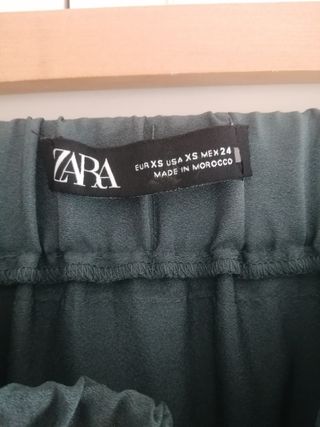 ZARA
EUR XS USA XS MEX 24
MADE IN MOROCCO